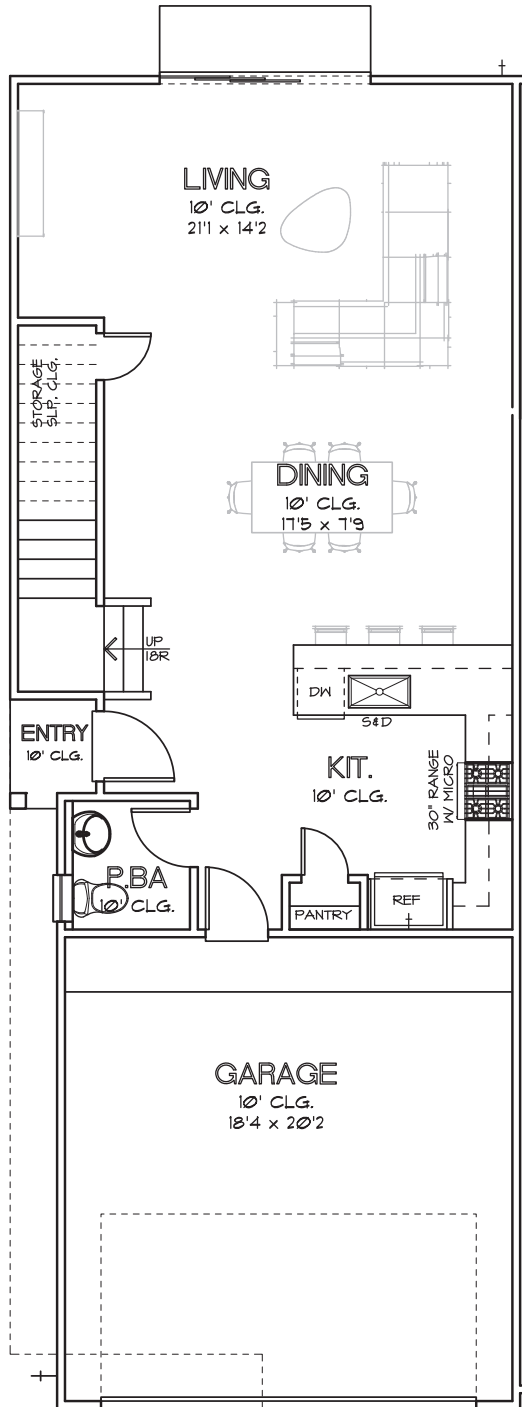 LIVING
10' CLG.
21'1 x 14'2
STORAGE
SLP. CLG.
DINING
10' CLG.
17'5 x 7'9
UP
18R
DW
S&D
ENTRY
10' CLG.
KIT.
10' CLG.
30" RANGE
W/ MICRO
P.BA
10' CLG.
PANTRY
REF
GARAGE
10' CLG.
18'4 x 20'2